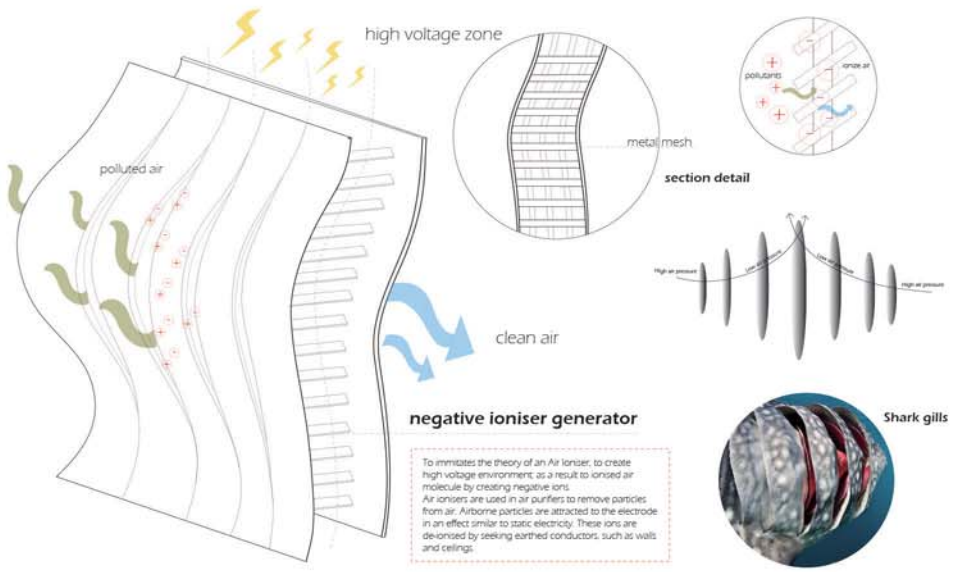 high voltage zone
pollutants
ionize air
metal mesh
section detail
polluted air
High air pressure
Low air pressure
Low air pressure
High air pressure
clean air
negative ioniser generator
Shark gills
To immitates the theory of an Air Ioniser, to create
high voltage environment, as a result to ionised air
molecule by creating negative ions.
Air ionisers are used in air purifiers to remove particles
from air. Airborne particles are attracted to the electrode
in an effect similar to static electricity. These ions are
de-ionised by seeking earthed conductors, such as walls
and ceilings.